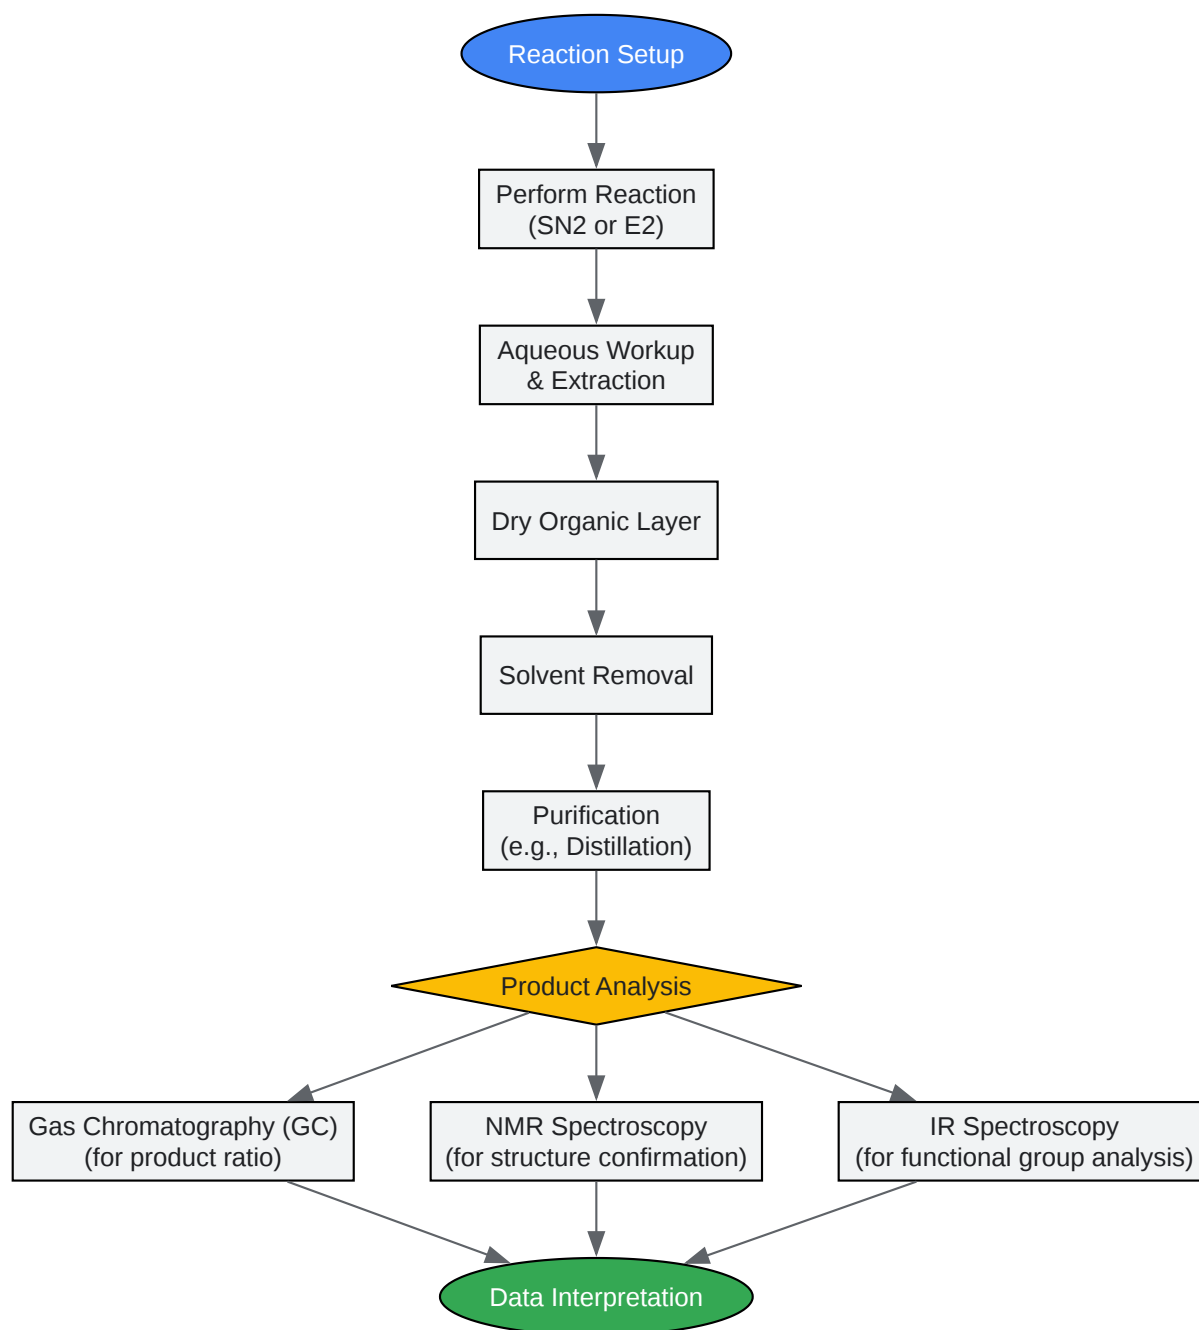 Reaction Setup
Perform Reaction
(SN2 or E2)
Aqueous Workup
& Extraction
Dry Organic Layer
Solvent Removal
Purification
(e.g., Distillation)
Product Analysis
Gas Chromatography (GC)
(for product ratio)
NMR Spectroscopy
(for structure confirmation)
IR Spectroscopy
(for functional group analysis)
Data Interpretation